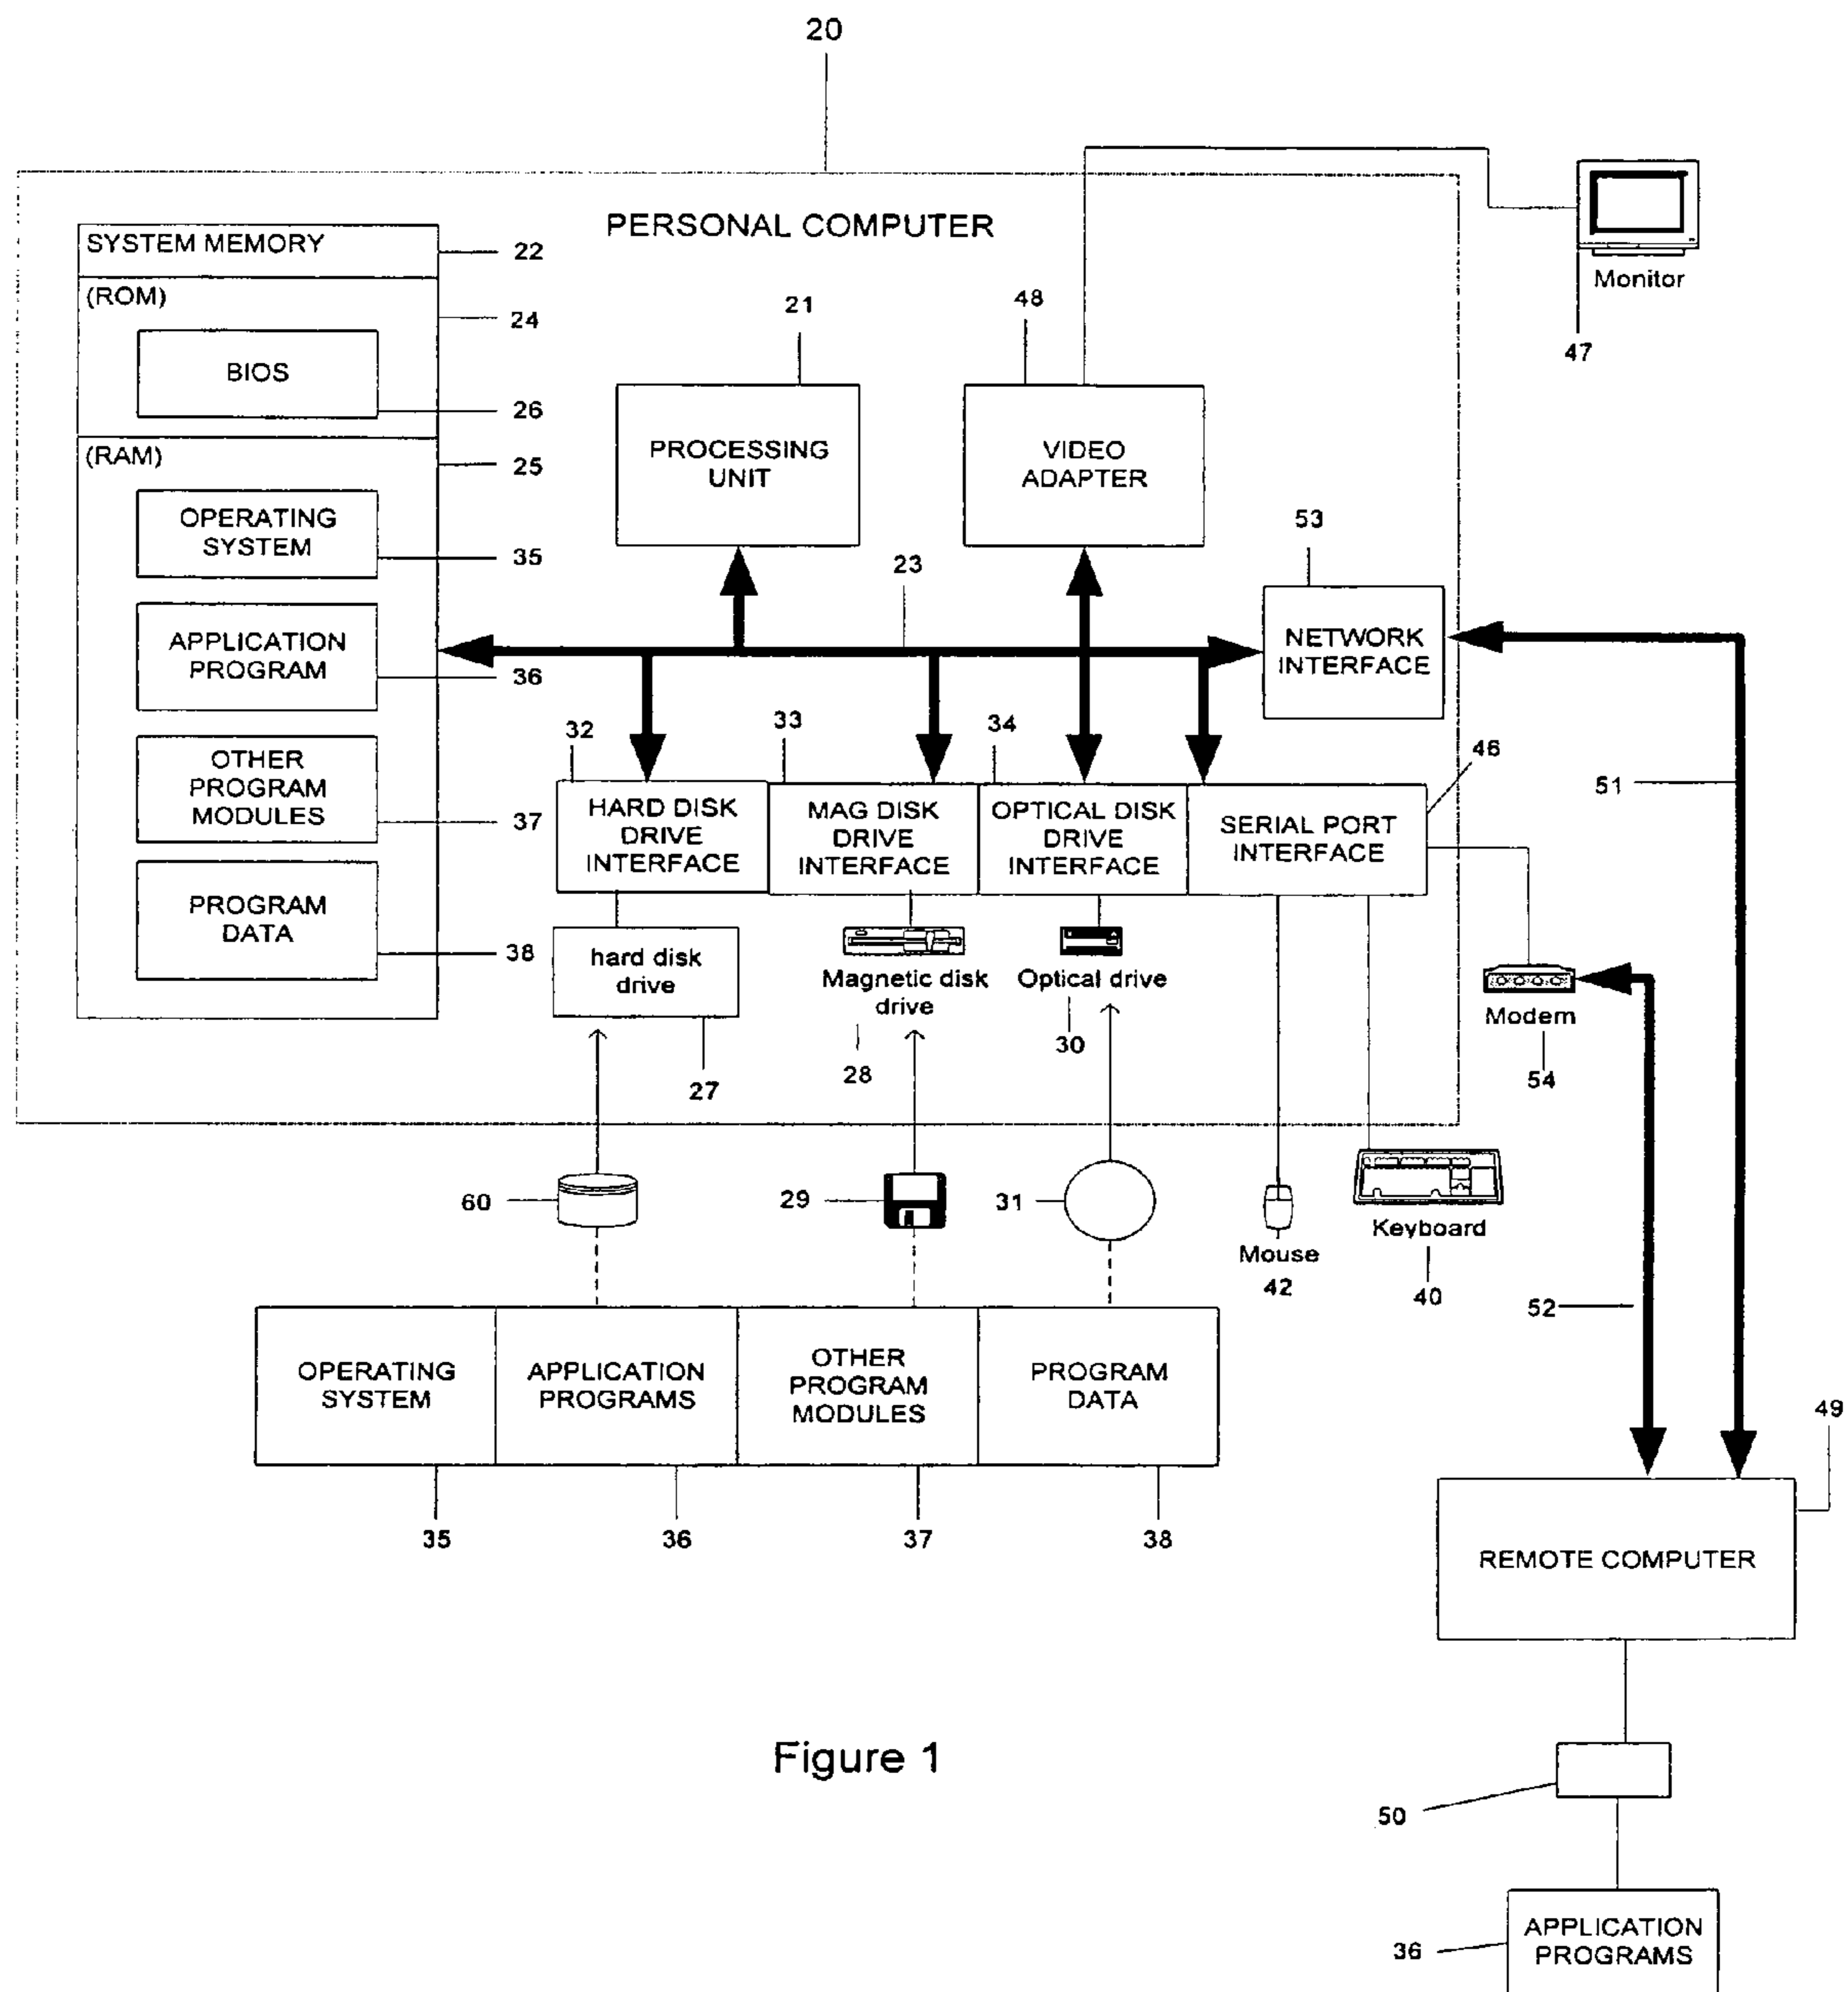 20
PERSONAL COMPUTER
SYSTEM MEMORY
22
(ROM)
24
BIOS
26
(RAM)
25
OPERATING
SYSTEM
35
APPLICATION
PROGRAM
36
OTHER
PROGRAM
MODULES
37
PROGRAM
DATA
38
21
PROCESSING
UNIT
48
VIDEO
ADAPTER
Monitor
47
23
53
NETWORK
INTERFACE
32
HARD DISK
DRIVE
INTERFACE
33
MAG DISK
DRIVE
INTERFACE
34
OPTICAL DISK
DRIVE
INTERFACE
46
SERIAL PORT
INTERFACE
51
hard disk
drive
27
Magnetic disk
drive
28
Optical drive
30
Modem
54
60
29
31
Mouse
42
Keyboard
40
52
OPERATING
SYSTEM
APPLICATION
PROGRAMS
OTHER
PROGRAM
MODULES
PROGRAM
DATA
35
36
37
38
49
REMOTE COMPUTER
Figure 1
50
36
APPLICATION
PROGRAMS